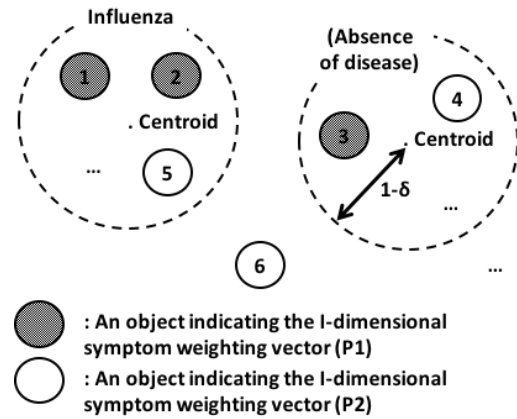 Influenza
(Absence
of disease)
1
2
4
. Centroid
3
. Centroid
...
5
1-δ
...
6
...
: An object indicating the I-dimensional
symptom weighting vector (P1)
: An object indicating the I-dimensional
symptom weighting vector (P2)